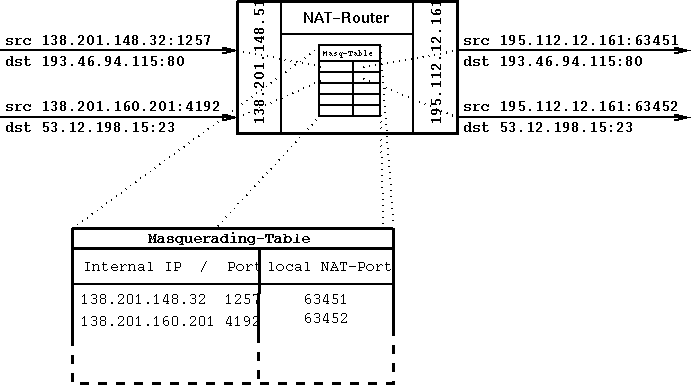 src 138.201.148.32:1257
dst 193.46.94.115:80
src 138.201.160.201:4192
dst 53.12.198.15:23
138.201.148.51
NAT-Router
Masq-Table
195.112.12.161
src 195.112.12.161:63451
dst 193.46.94.115:80
src 195.112.12.161:63452
dst 53.12.198.15:23
Masquerading-Table
Internal IP / Port local NAT-Port
138.201.148.32 1257 63451
138.201.160.201 4192 63452